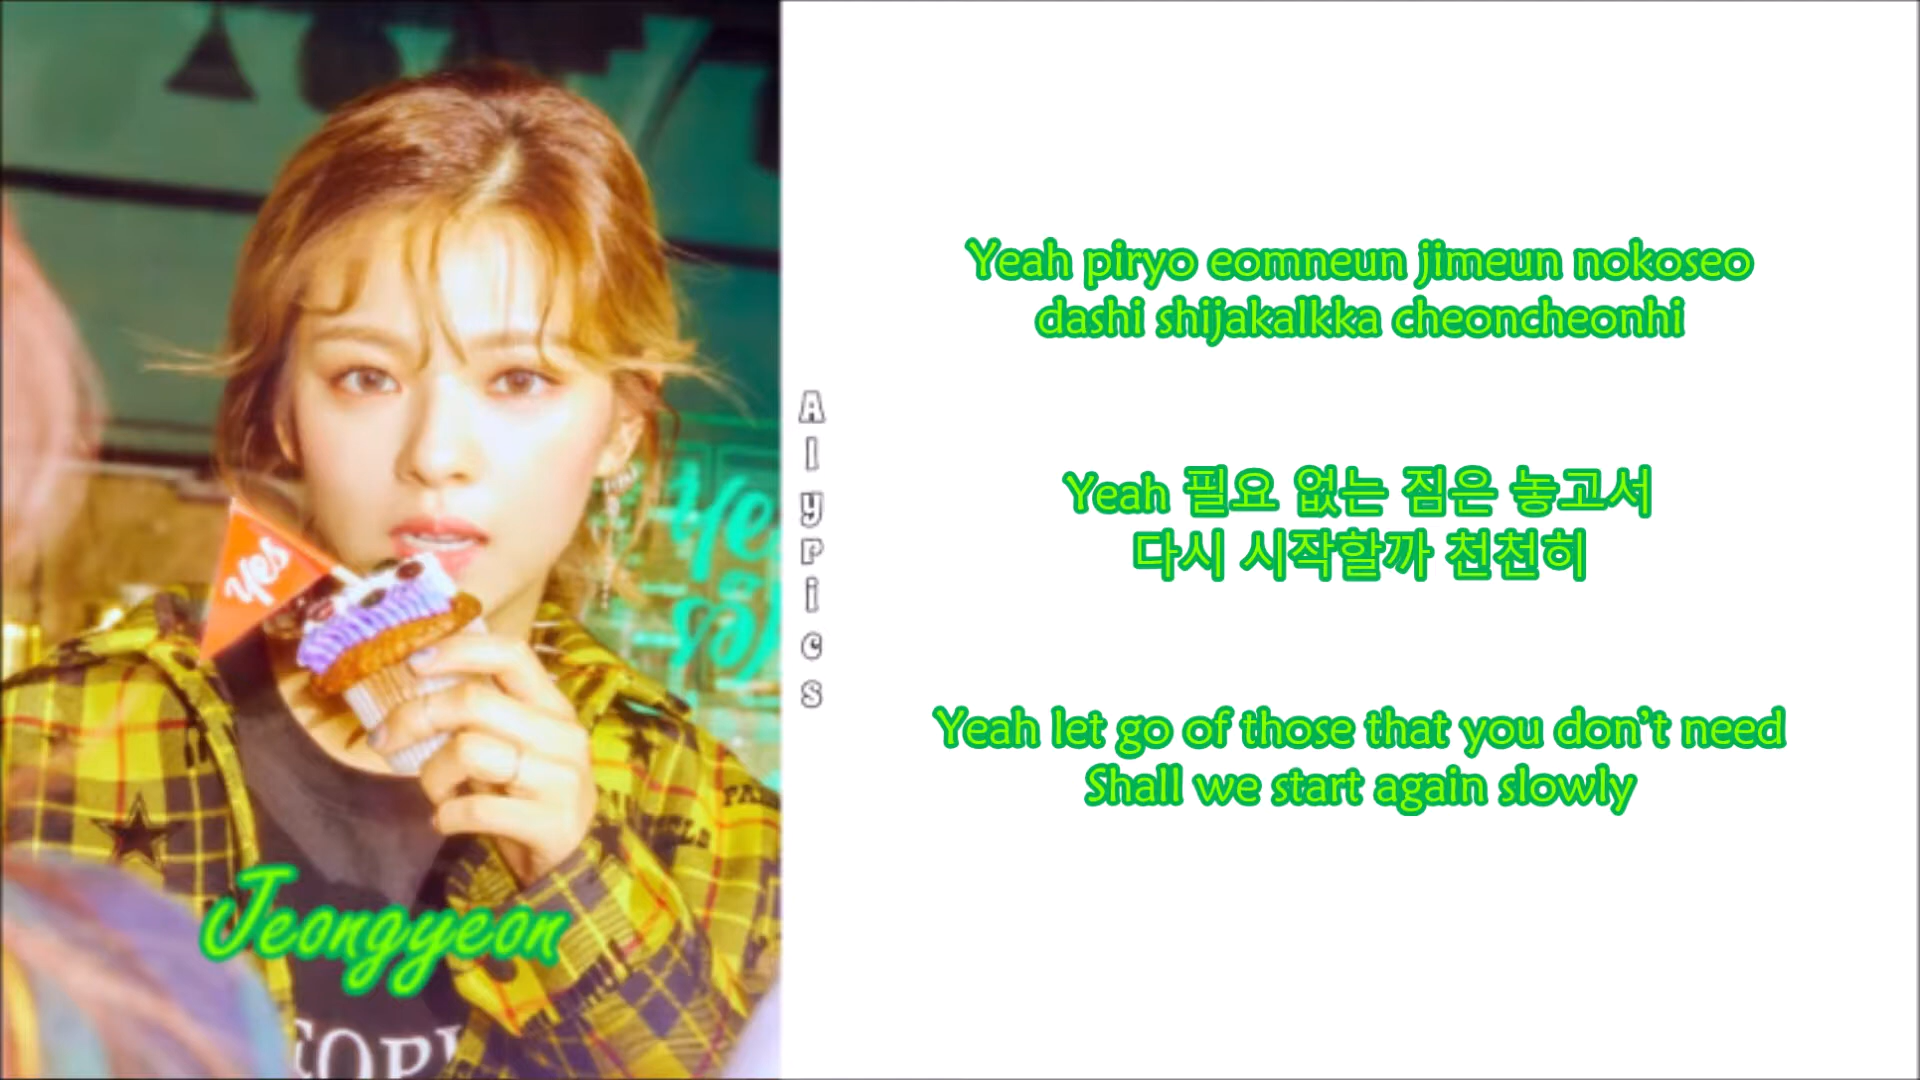 Yeah piryo eomneun jimeun nokoseo
dashi shijakalkka cheoncheonhi
Yeah 필요 없는 짐은 놓고서
다시 시작할까 천천히
Yeah let go of those that you don't need
Shall we start again slowly
AlyPics
yes
Jeongyeon